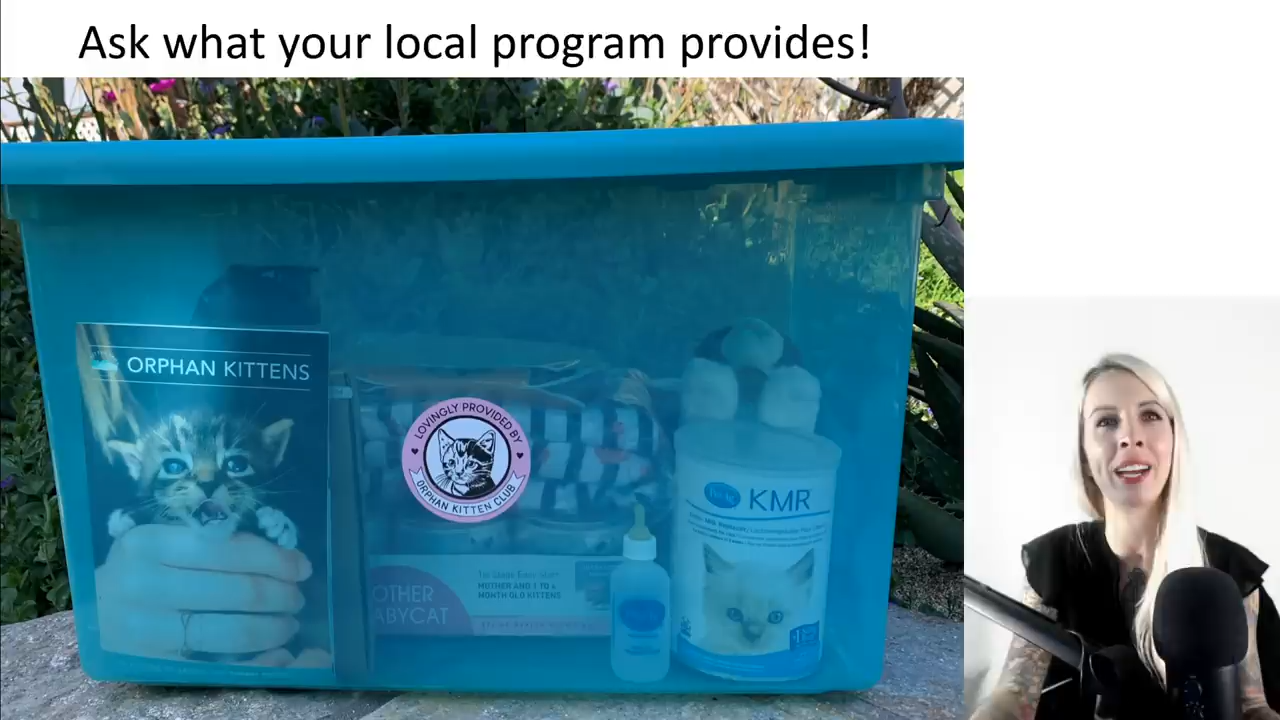 Ask what your local program provides!
ORPHAN KITTENS
LOVINGLY PROVIDED BY
ORPHAN KITTEN CLUB
KMR
OTHER
ABYCAT
MOTHER AND 1 TO 4
MONTH OLD KITTENS